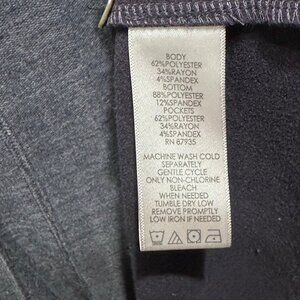 BODY
62%POLYESTER
34%RAYON
4%SPANDEX
BOTTOM
88%POLYESTER
12%SPANDEX
POCKETS
62%POLYESTER
34%RAYON
4%SPANDEX
RN 87935
MACHINE WASH COLD
SEPARATELY
GENTLE CYCLE
ONLY NON-CHLORINE
BLEACH
WHEN NEEDED
TUMBLE DRY LOW
REMOVE PROMPTLY
LOW IRON IF NEEDED